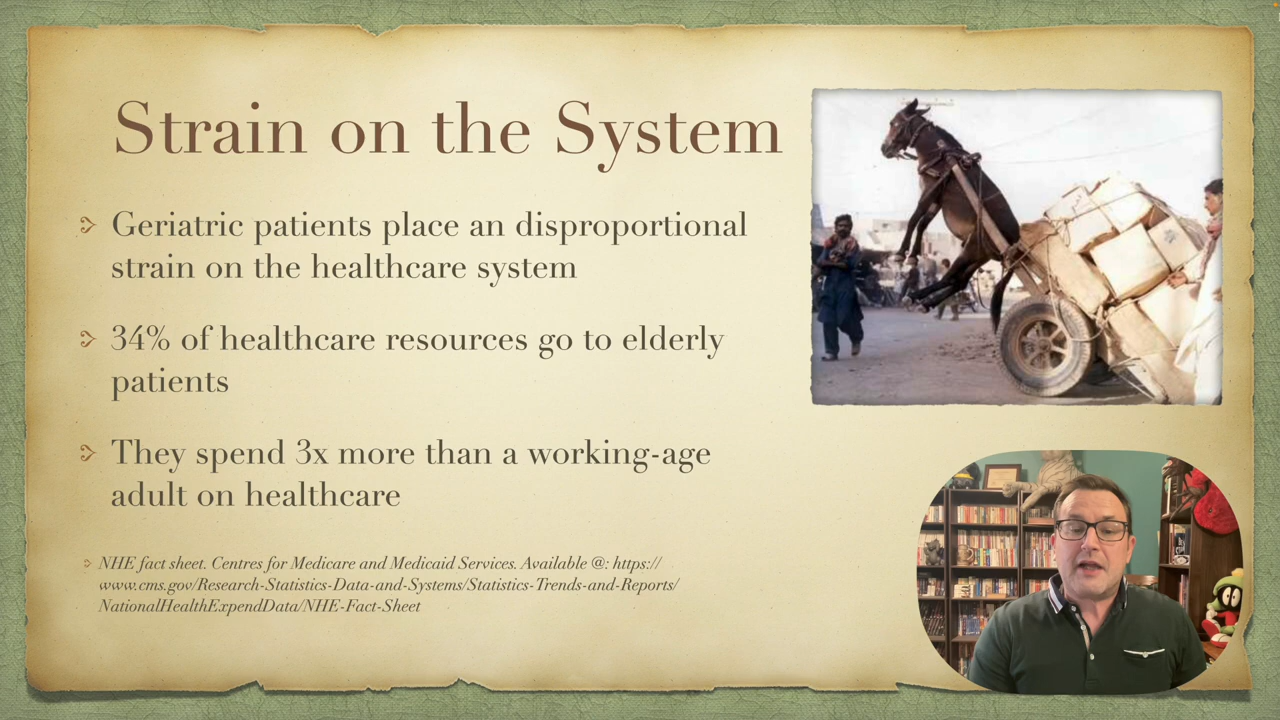 Strain on the System
Geriatric patients place an disproportional
strain on the healthcare system
34% of healthcare resources go to elderly
patients
They spend 3x more than a working-age
adult on healthcare
NHE fact sheet. Centres for Medicare and Medicaid Services. Available @: https://
www.cms.gov/Research-Statistics-Data-and-Systems/Statistics-Trends-and-Reports/
NationalHealthExpendData/NHE-Fact-Sheet